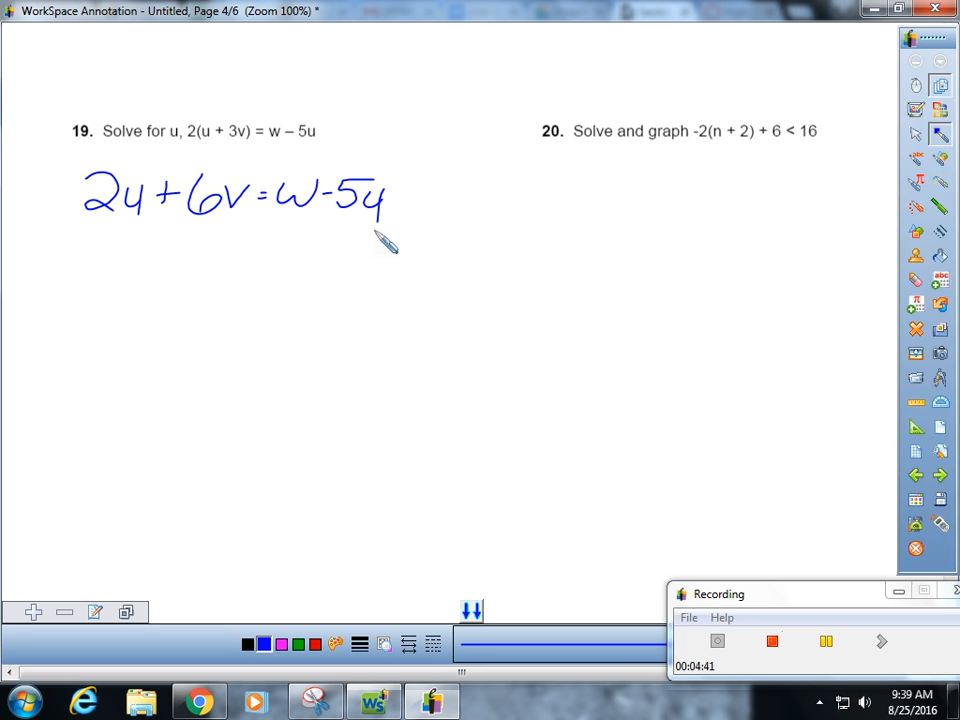 WorkSpace Annotation - Untitled, Page 4/6 (Zoom 100%) *
19. Solve for u, 2(u + 3v) = w – 5u
20. Solve and graph -2(n + 2) + 6 < 16
2u + 6v = w - 5u
Recording
File Help
00:04:41
9:39 AM
8/25/2016